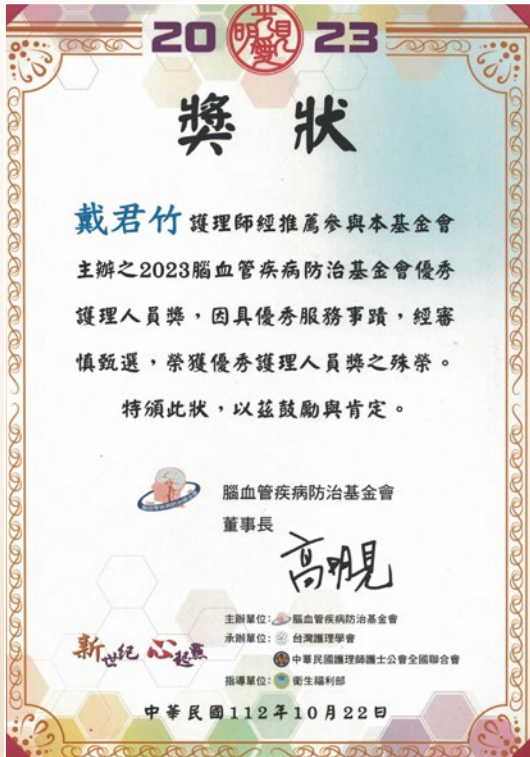 2023
獎狀
戴君竹護理師經推薦參與本基金會
主辦之2023腦血管疾病防治基金會優秀
護理人員獎，因具優秀服務事蹟，經審
慎甄選，榮獲優秀護理人員獎之殊榮。
特頒此狀，以茲鼓勵與肯定。
腦血管疾病防治基金會
董事長
高明見
主辦單位：腦血管疾病防治基金會
承辦單位：台灣護理學會
中華民國護理師護士公會全國聯合會
指導單位：衛生福利部
新世紀 心起點
中華民國112年10月22日